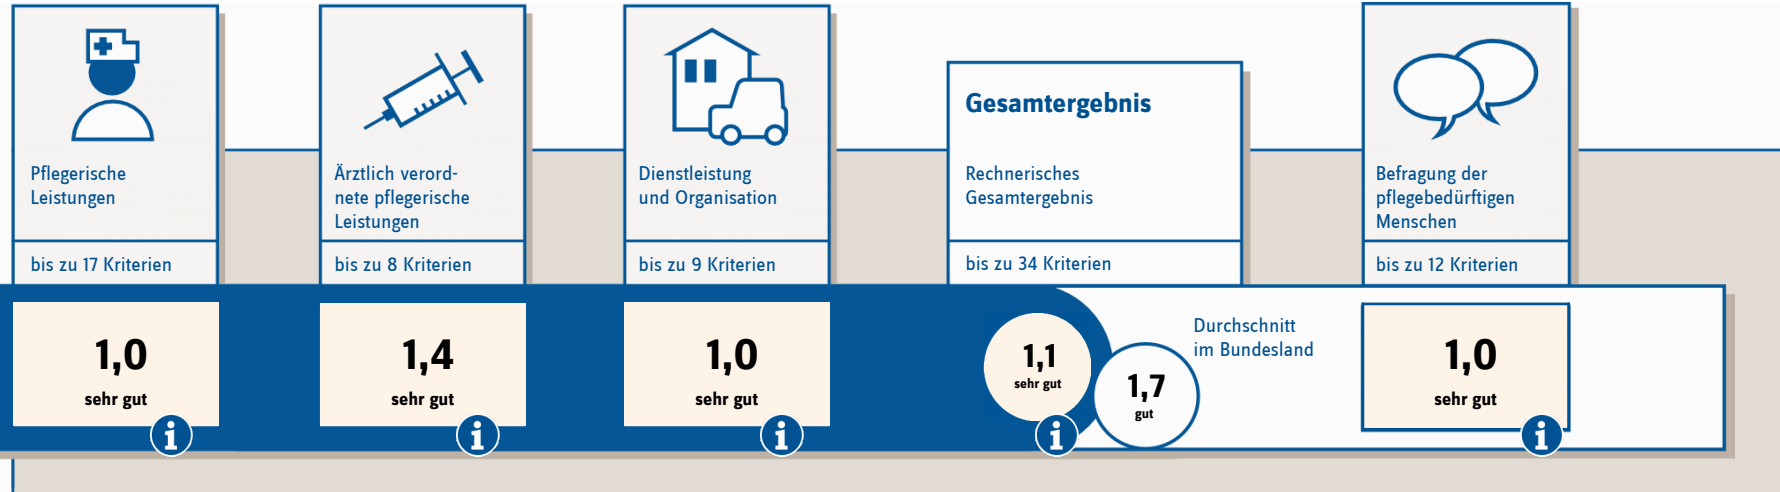 Pflegerische
Leistungen
bis zu 17 Kriterien
1,0
sehr gut
i
Ärztlich verord-
nete pflegerische
Leistungen
bis zu 8 Kriterien
1,4
sehr gut
i
Dienstleistung
und Organisation
bis zu 9 Kriterien
1,0
sehr gut
i
Gesamtergebnis
Rechnerisches
Gesamtergebnis
bis zu 34 Kriterien
1,1
sehr gut
i
1,7
gut
Durchschnitt
im Bundesland
Befragung der
pflegebedürftigen
Menschen
bis zu 12 Kriterien
1,0
sehr gut
i